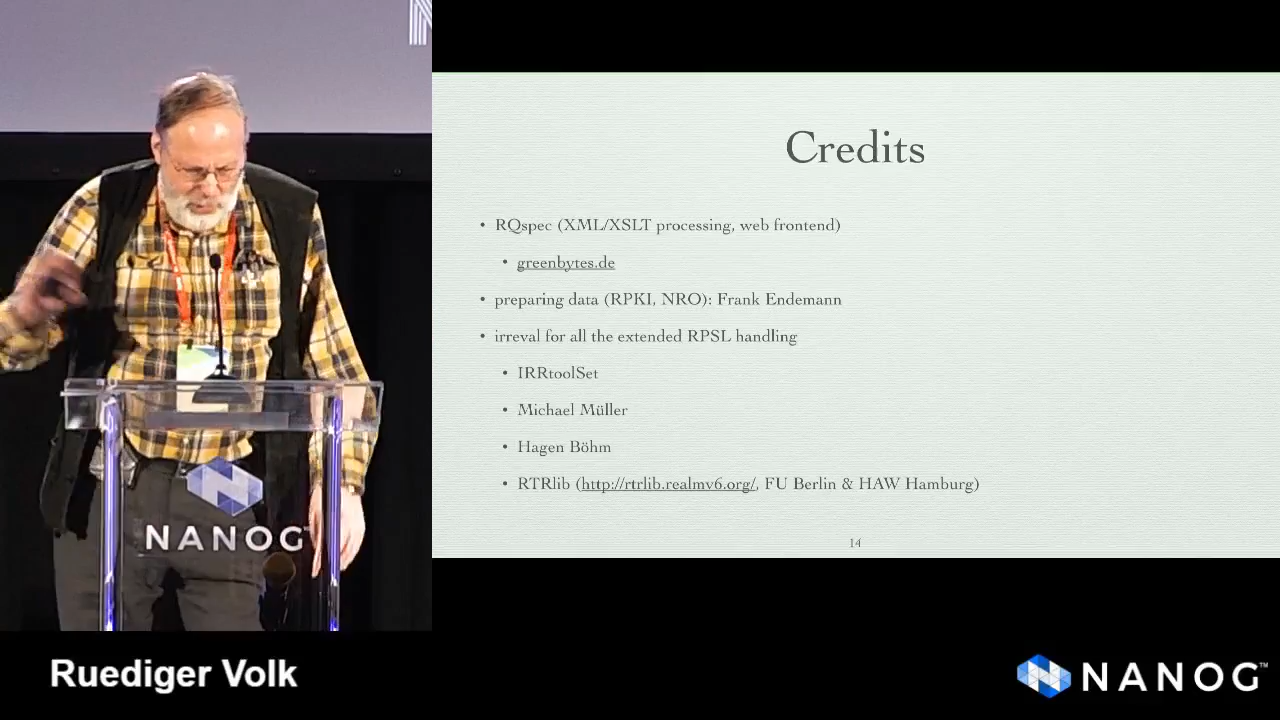 Credits
• RQspec (XML/XSLT processing, web frontend)
• greenbytes.de
• preparing data (RPKI, NRO): Frank Endemann
• irreval for all the extended RPSL handling
• IRRtoolSet
• Michael Müller
• Hagen Böhm
• RTRlib (http://rtrlib.realmv6.org/, FU Berlin & HAW Hamburg)
14
NANOG™
Ruediger Volk
NANOG™